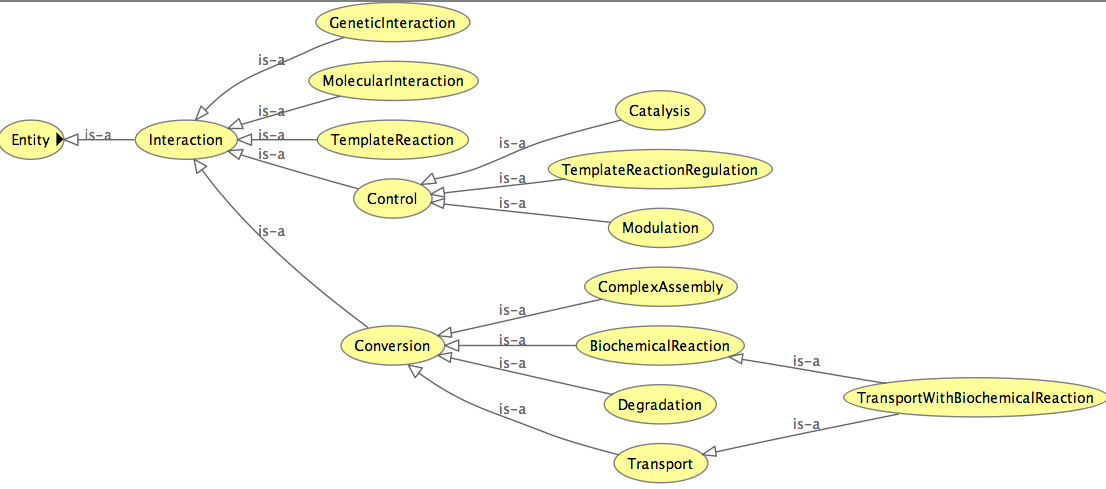 GeneticInteraction
is-a
MolecularInteraction
is-a
Entity
is-a
Interaction
is-a
TemplateReaction
is-a
Control
Catalysis
is-a
TemplateReactionRegulation
is-a
is-a
Modulation
is-a
ComplexAssembly
is-a
Conversion
is-a
BiochemicalReaction
is-a
is-a
Degradation
TransportWithBiochemicalReaction
is-a
is-a
Transport